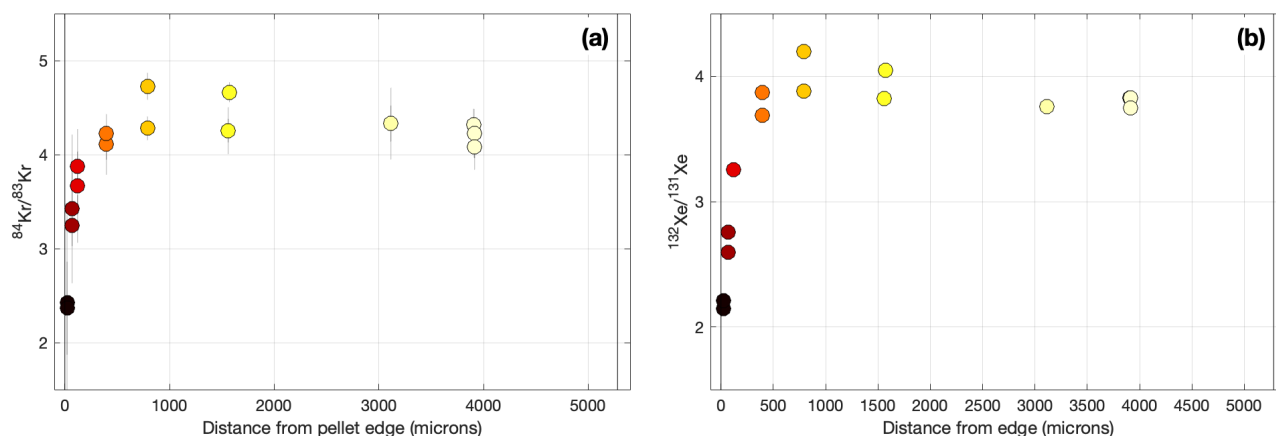 (a)
5
4
3
2
⁸⁴Kr/⁸³Kr
0 1000 2000 3000 4000 5000
Distance from pellet edge (microns)
(b)
4
3
2
¹³²Xe/¹³¹Xe
0 500 1000 1500 2000 2500 3000 3500 4000 4500 5000
Distance from edge (microns)